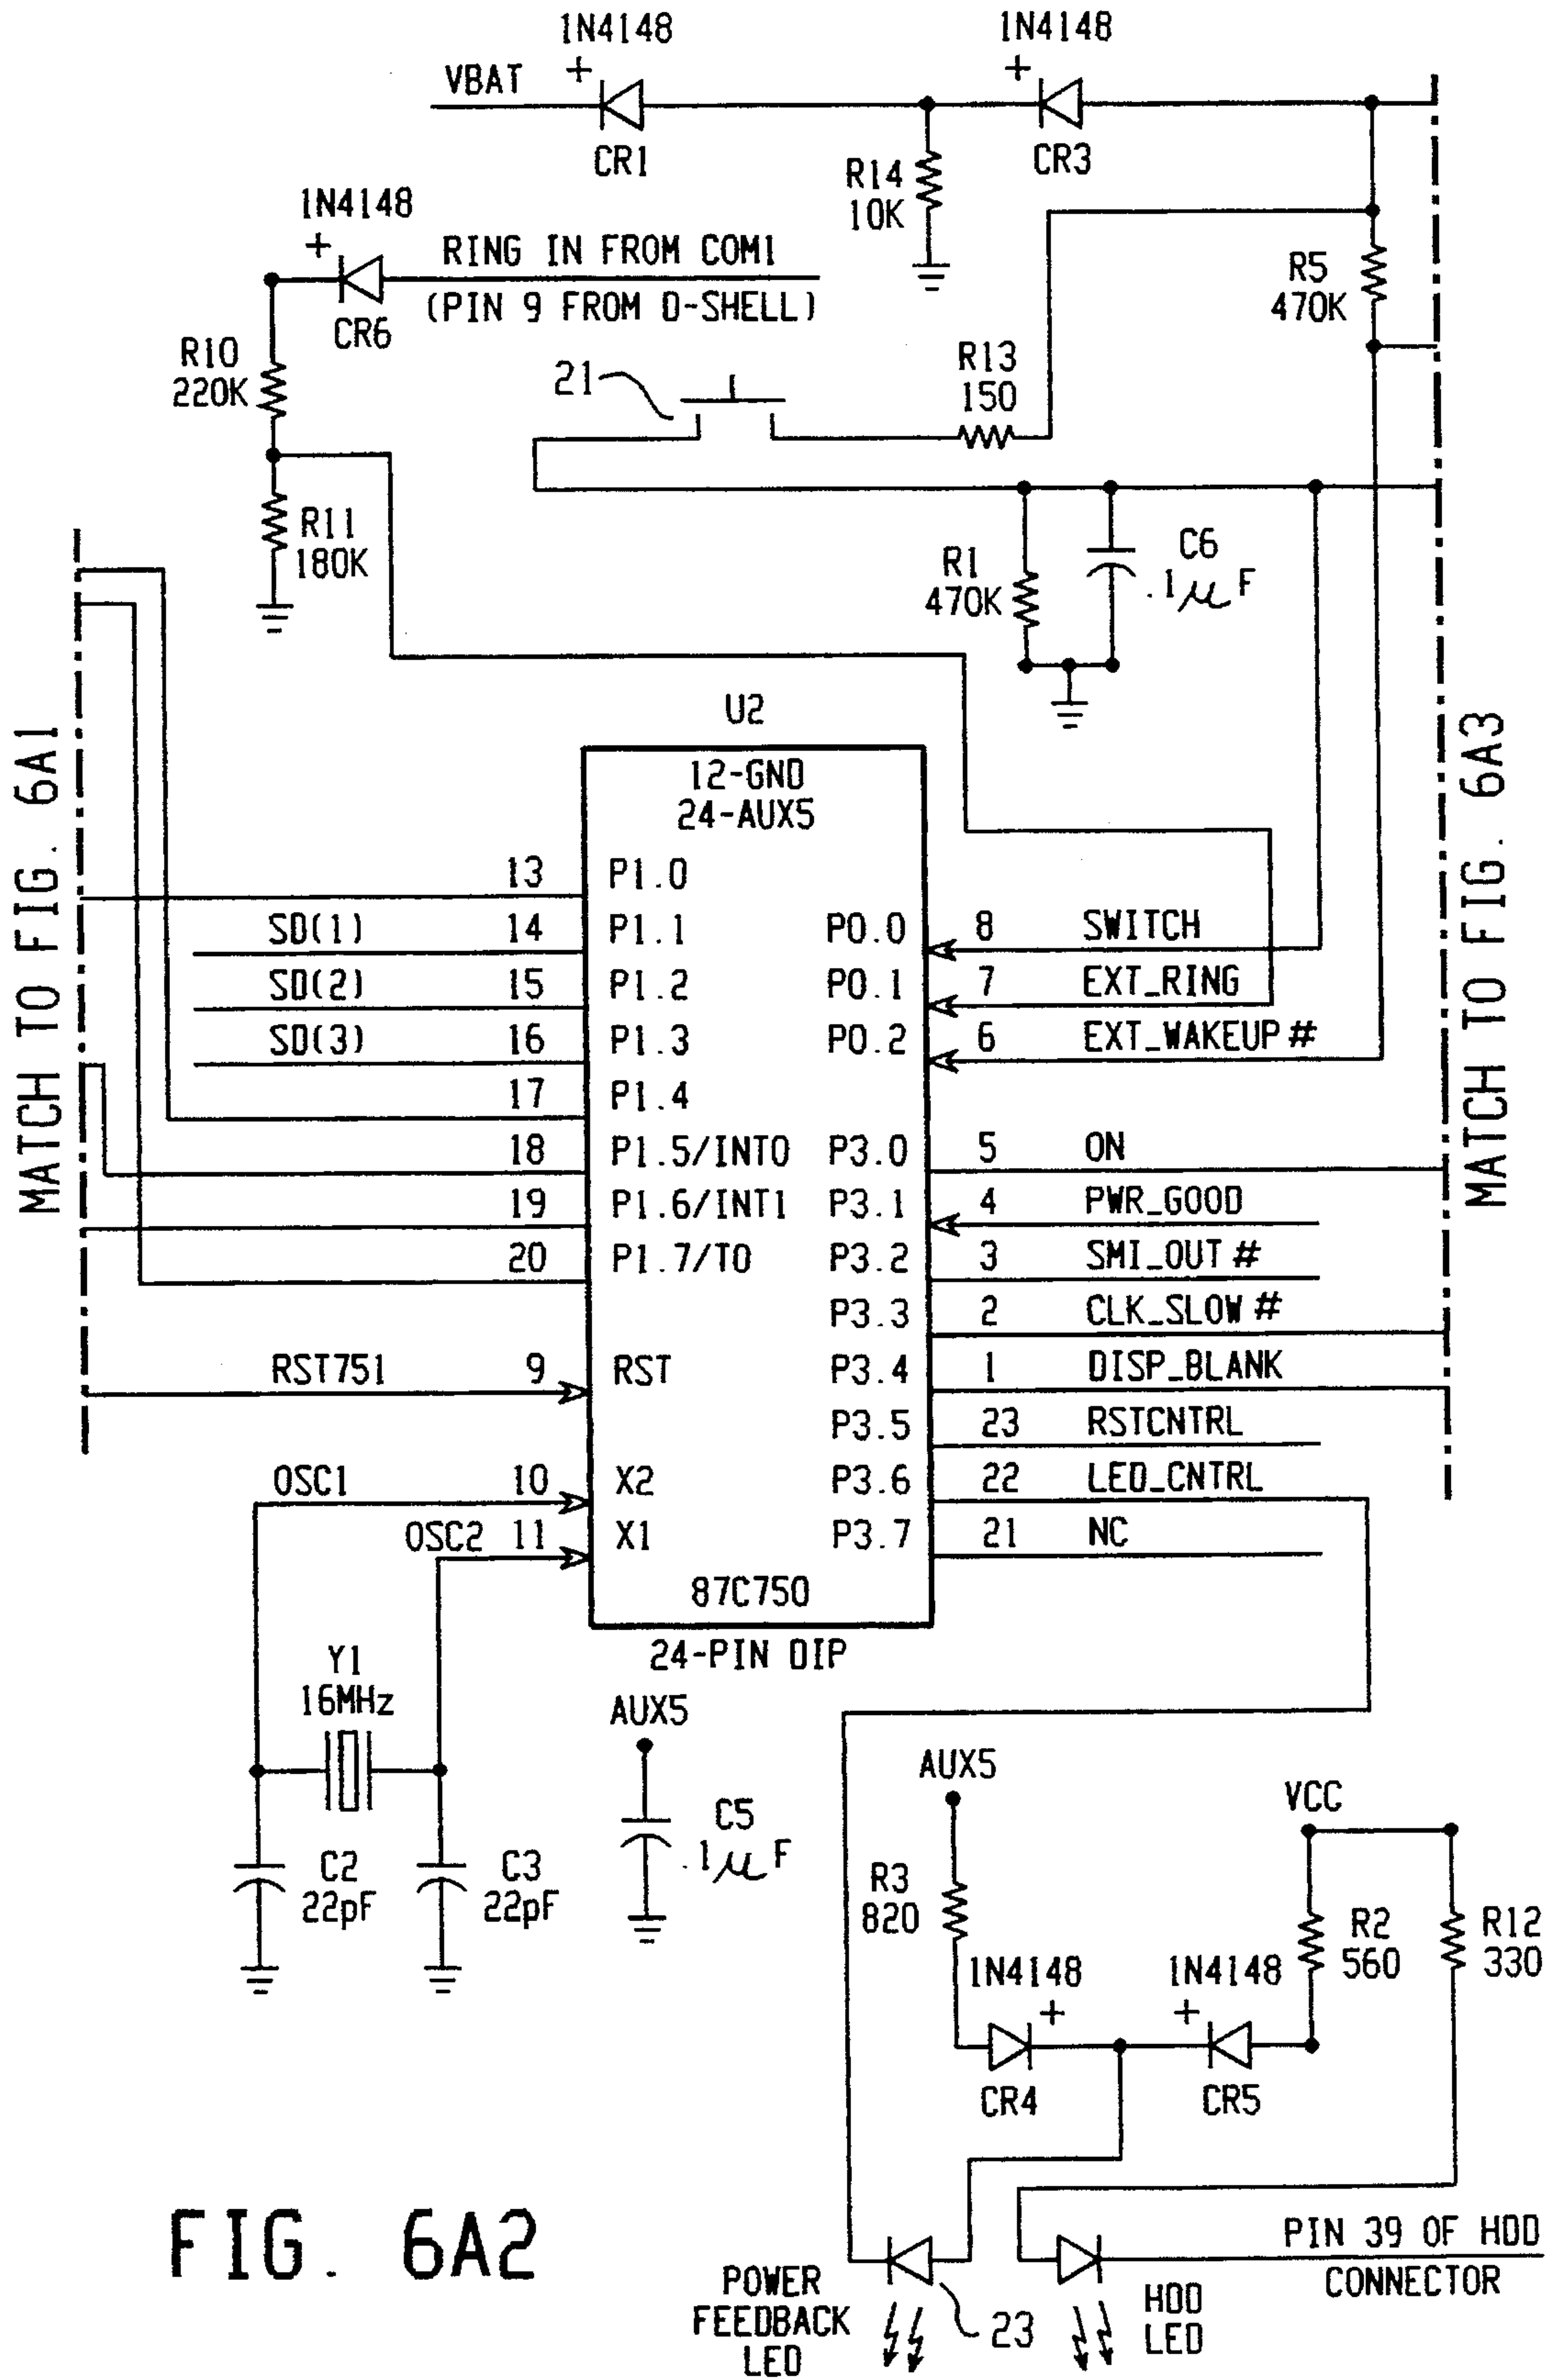 1N4148
1N4148
+
+
VBAT
CR1
CR3
R14
10K
1N4148
+
RING IN FROM COM1
(PIN 9 FROM D-SHELL)
CR6
R5
470K
R10
220K
21
R13
150
R11
180K
R1
470K
C6
.1μF
MATCH TO FIG. 6A1
MATCH TO FIG. 6A3
U2
12-GND
24-AUX5
13 P1.0
SD(1) 14 P1.1
P0.0 8 SWITCH
SD(2) 15 P1.2
P0.1 7 EXT_RING
SD(3) 16 P1.3
P0.2 6 EXT_WAKEUP#
17 P1.4
18 P1.5/INT0
P3.0 5 ON
19 P1.6/INT1
P3.1 4 PWR_GOOD
20 P1.7/T0
P3.2 3 SMI_OUT#
P3.3 2 CLK_SLOW#
RST751 9 RST
P3.4 1 DISP_BLANK
P3.5 23 RSTCNTRL
OSC1 10 X2
P3.6 22 LED_CNTRL
OSC2 11 X1
P3.7 21 NC
87C750
24-PIN DIP
Y1
16MHz
AUX5
C5
.1μF
C2
22pF
C3
22pF
AUX5
VCC
R3
820
R2
560
R12
330
1N4148
+
1N4148
+
CR4
CR5
FIG. 6A2
POWER
FEEDBACK
LED
23
HDD
LED
PIN 39 OF HDD
CONNECTOR